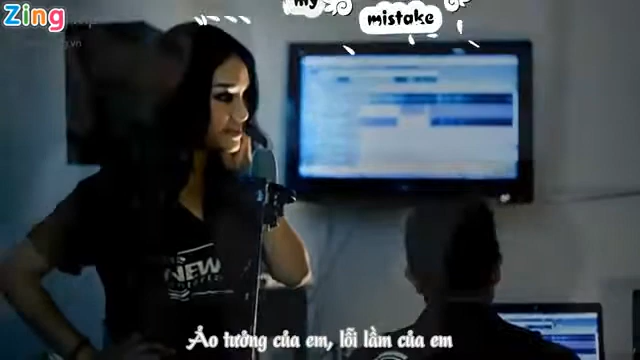 Zing
my
mistake
NEW
Ảo tưởng của em, lỗi lầm của em